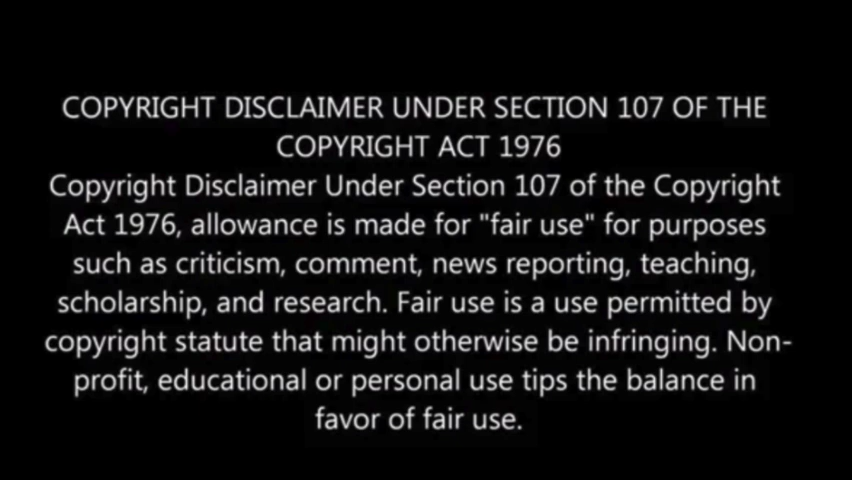 COPYRIGHT DISCLAIMER UNDER SECTION 107 OF THE
COPYRIGHT ACT 1976
Copyright Disclaimer Under Section 107 of the Copyright
Act 1976, allowance is made for "fair use" for purposes
such as criticism, comment, news reporting, teaching,
scholarship, and research. Fair use is a use permitted by
copyright statute that might otherwise be infringing. Non-
profit, educational or personal use tips the balance in
favor of fair use.